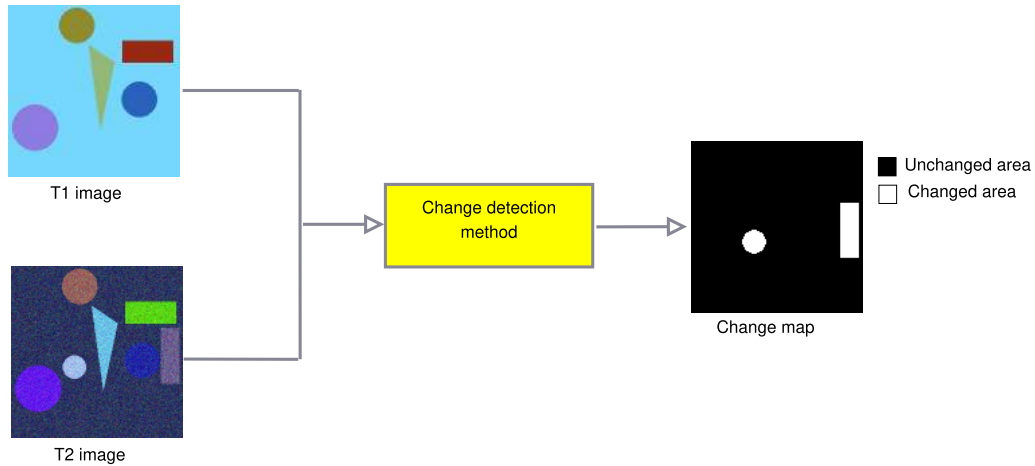 T1 image
Change detection
method
Unchanged area
Changed area
Change map
T2 image